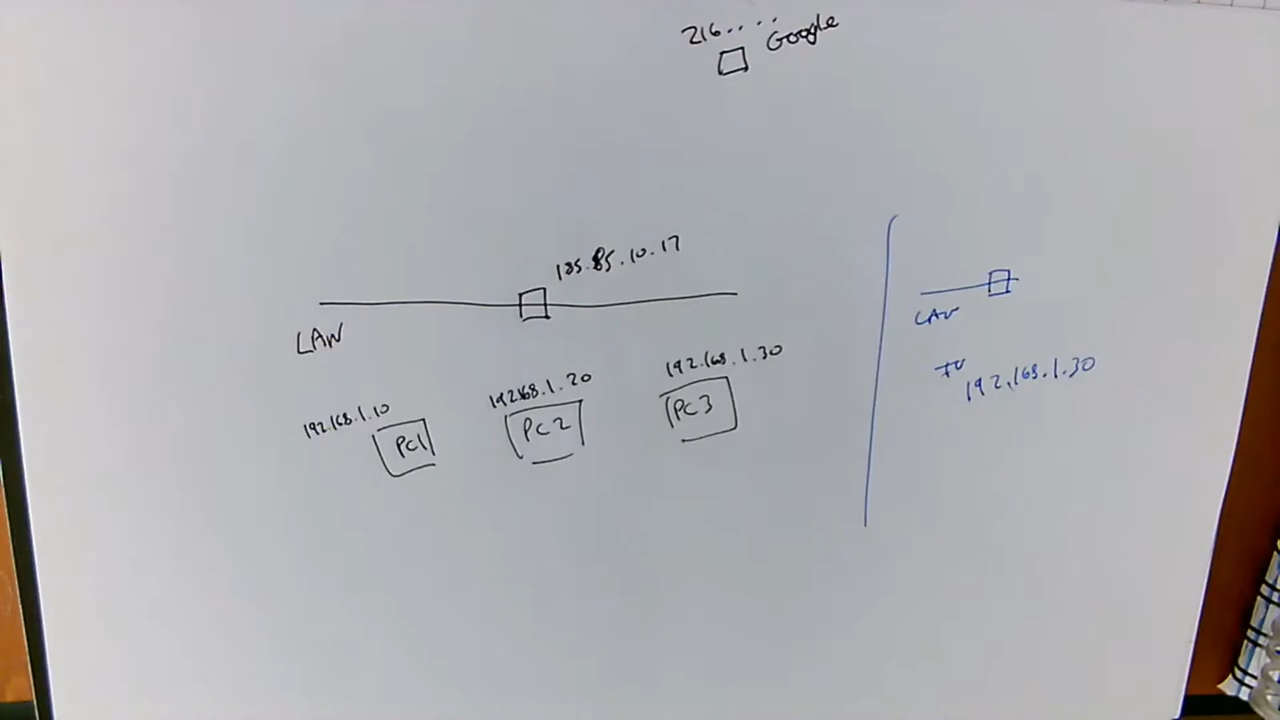 216.....
Google
185.85.10.17
LAN
192.168.1.30
192.168.1.20
192.168.1.10
PC1
PC2
PC3
LAN
TU
192.168.1.30